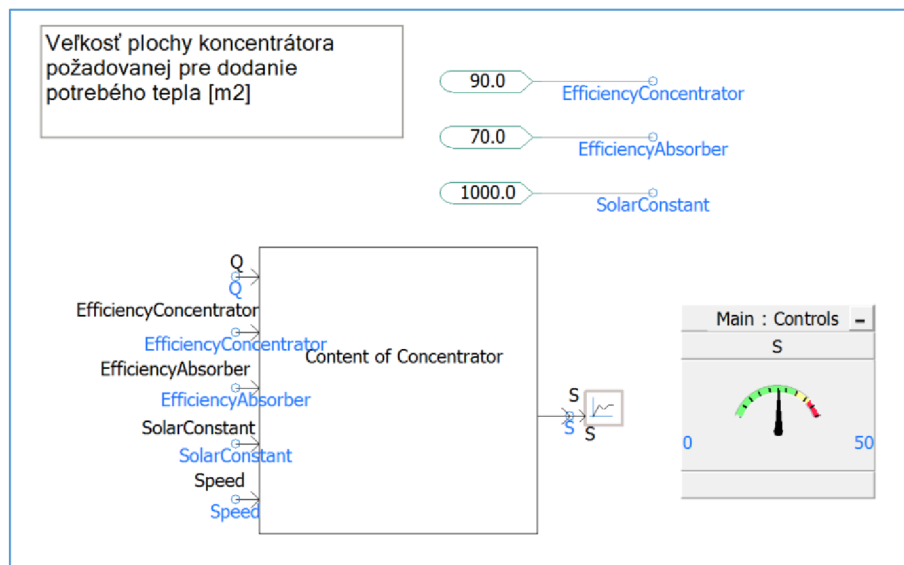 Veľkosť plochy koncentrátora
požadovanej pre dodanie
potrebého tepla [m2]
90.0
EfficiencyConcentrator
70.0
EfficiencyAbsorber
1000.0
SolarConstant
Q
Q
EfficiencyConcentrator
EfficiencyConcentrator
Content of Concentrator
EfficiencyAbsorber
EfficiencyAbsorber
SolarConstant
SolarConstant
Speed
Speed
S
S
S
Main : Controls
S
0
50